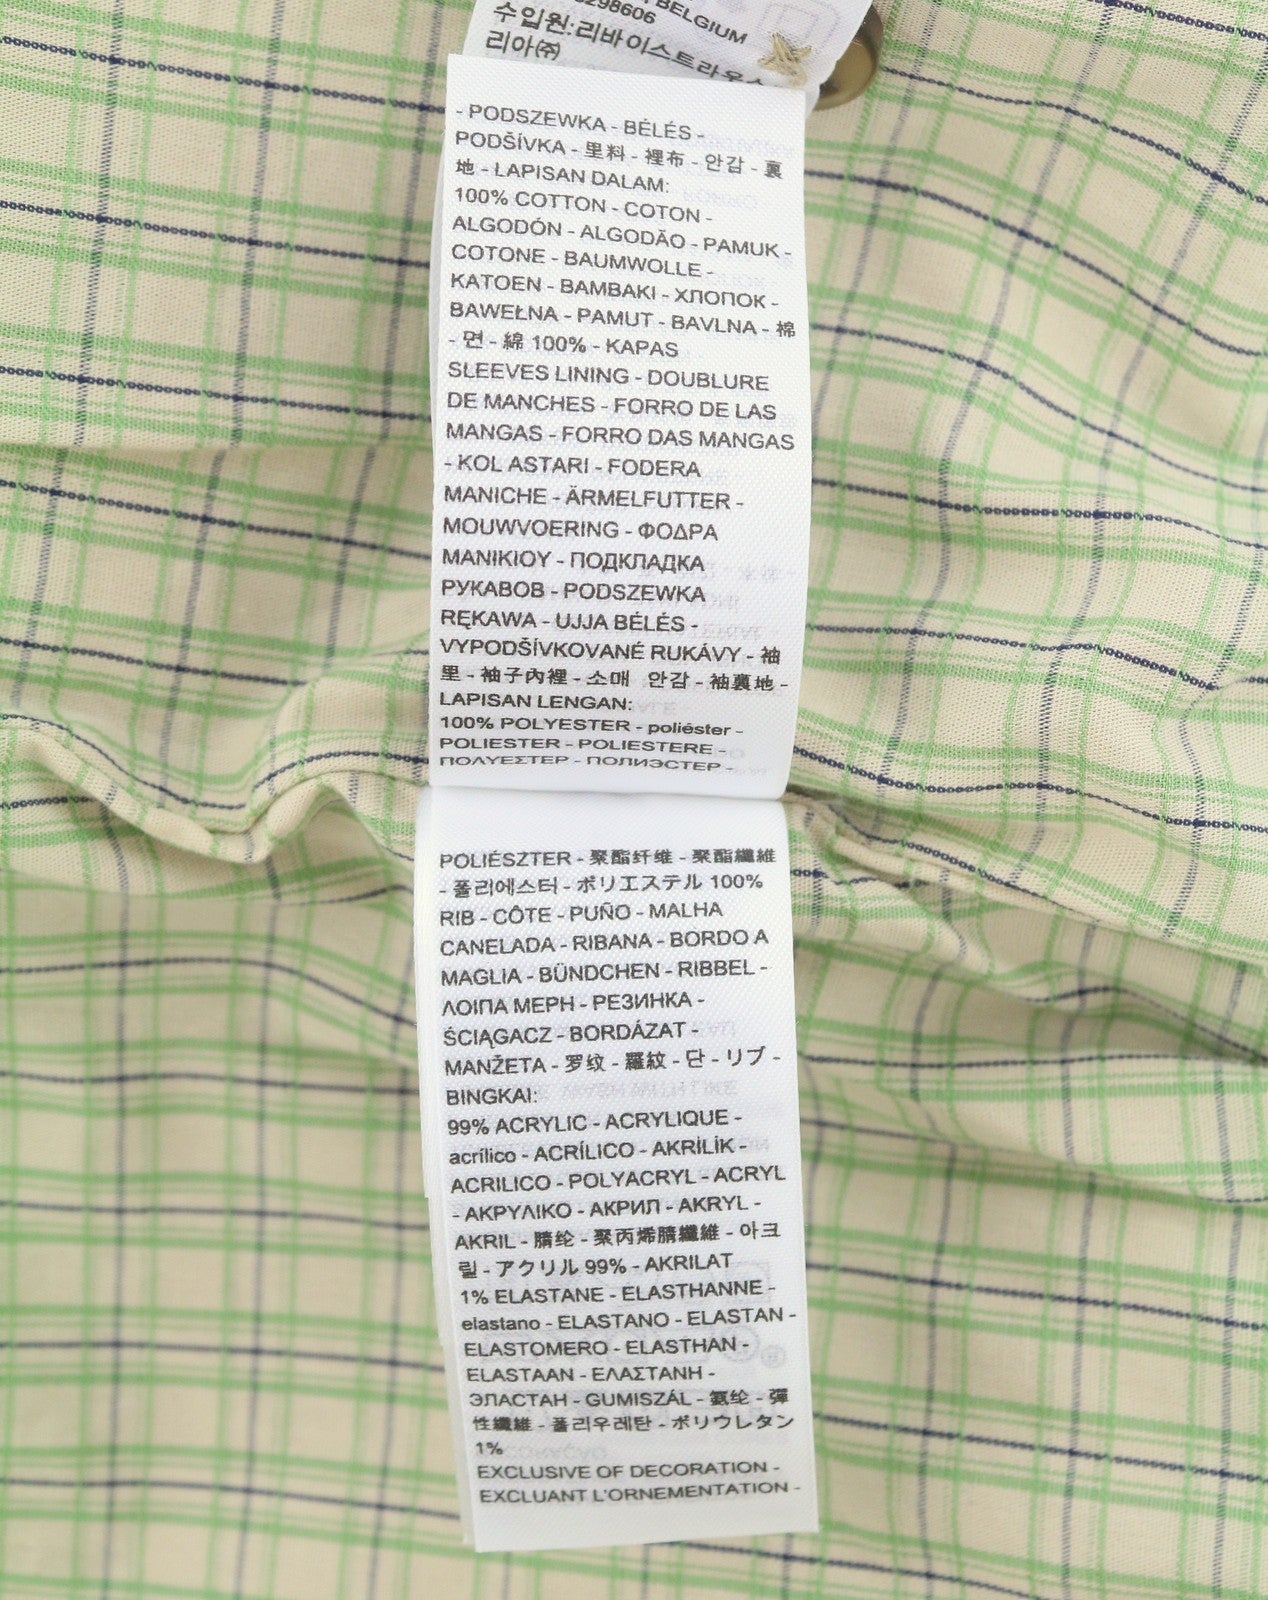 BELGIUM
3298606
수입원:리바이스트라우스
리아㈜
- PODSZEWKA - BÉLÉS -
PODŠÍVKA - 里料 - 裡布 - 안감 - 裏
地 - LAPISAN DALAM:
100% COTTON - COTON -
ALGODÓN - ALGODÃO - PAMUK -
COTONE - BAUMWOLLE -
KATOEN - BAMBAKI - ХЛОПОК -
BAWEŁNA - PAMUT - BAVLNA - 棉
- 면 - 綿 100% - KAPAS
SLEEVES LINING - DOUBLURE
DE MANCHES - FORRO DE LAS
MANGAS - FORRO DAS MANGAS
- KOL ASTARI - FODERA
MANICHE - ÄRMELFUTTER -
MOUWVOERING - ΦΟΔΡΑ
ΜΑΝΙΚΙΟΥ - ПОДКЛАДКА
РУКАВОВ - PODSZEWKA
RĘKAWA - UJJA BÉLÉS -
VYPODŠÍVKOVANÉ RUKÁVY - 袖
里 - 袖子內裡 - 소매 안감 - 袖裏地 -
LAPISAN LENGAN:
100% POLYESTER - poliéster -
POLIESTER - POLIESTERE -
ΠΟΛΥΕΣΤΕΡ - ПОЛИЭСТЕР -
POLIÉSZTER - 聚酯纤维 - 聚酯纖維
- 폴리에스터 - ポリエステル 100%
RIB - CÔTE - PUÑO - MALHA
CANELADA - RIBANA - BORDO A
MAGLIA - BÜNDCHEN - RIBBEL -
ΛΟΙΠΑ ΜΕΡΗ - РЕЗИНКА -
ŚCIĄGACZ - BORDÁZAT -
MANŽETA - 罗纹 - 羅紋 - 단 - リブ -
BINGKAI:
99% ACRYLIC - ACRYLIQUE -
acrílico - ACRÍLICO - AKRİLİK -
ACRILICO - POLYACRYL - ACRYL
- ΑΚΡΥΛΙΚΟ - АКРИЛ - AKRYL -
AKRIL - 腈纶 - 聚丙烯腈纖維 - 아크
릴 - アクリル 99% - AKRILAT
1% ELASTANE - ELASTHANNE -
elastano - ELASTANO - ELASTAN -
ELASTOMERO - ELASTHAN -
ELASTAAN - ΕΛΑΣΤΑΝΗ -
ЭЛАСТАН - GUMISZÁL - 氨纶 - 彈
性纖維 - 폴리우레탄 - ポリウレタン
1%
EXCLUSIVE OF DECORATION -
EXCLUANT L'ORNEMENTATION -